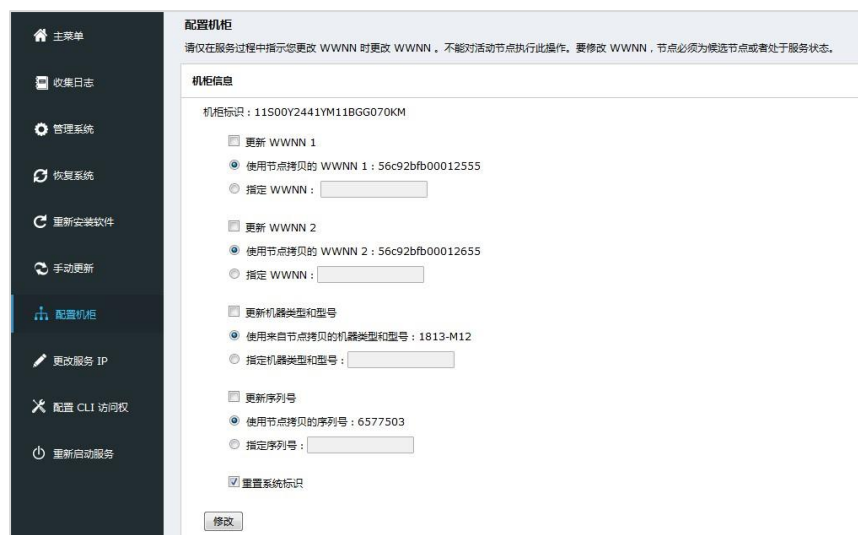 主菜单
收集日志
管理系统
恢复系统
重新安装软件
手动更新
配置机柜
更改服务 IP
配置 CLI 访问权
重新启动服务
配置机柜
请仅在服务过程中指示您更改 WWNN 时更改 WWNN 。不能对活动节点执行此操作。要修改 WWNN，节点必须为候选节点或者处于服务状态。
机柜信息
机柜标识：11S00Y2441YM11BGG070KM
更新 WWNN 1
使用节点拷贝的 WWNN 1：56c92bfb00012555
指定 WWNN：
更新 WWNN 2
使用节点拷贝的 WWNN 2：56c92bfb00012655
指定 WWNN：
更新机器类型和型号
使用来自节点拷贝的机器类型和型号：1813-M12
指定机器类型和型号：
更新序列号
使用节点拷贝的序列号：6577503
指定序列号：
重置系统标识
修改